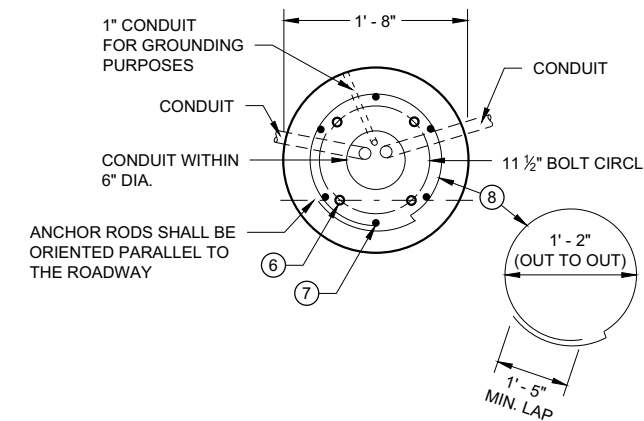 1" CONDUIT
FOR GROUNDING
PURPOSES
1' - 8"
CONDUIT
CONDUIT
CONDUIT WITHIN
6" DIA.
11 ½" BOLT CIRCL
8
ANCHOR RODS SHALL BE
ORIENTED PARALLEL TO
THE ROADWAY
6
7
1' - 2"
(OUT TO OUT)
1' - 5"
MIN. LAP